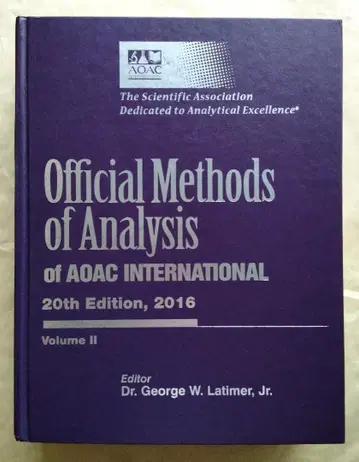 AOAC
The Scientific Association
Dedicated to Analytical Excellence®
Official Methods
of Analysis
of AOAC INTERNATIONAL
20th Edition, 2016
Volume II
Editor
Dr. George W. Latimer, Jr.